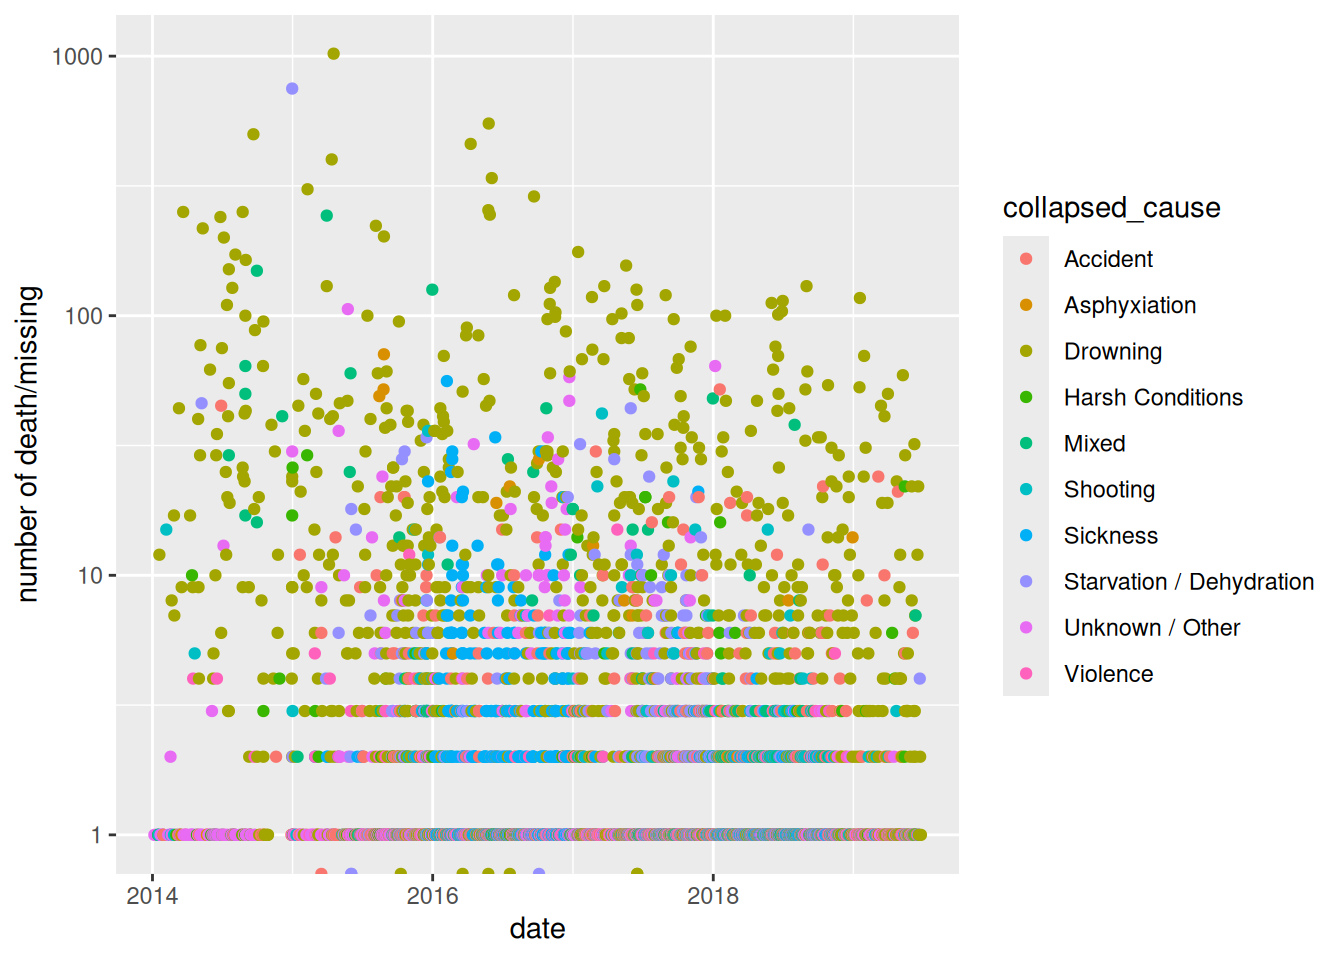 1000
100
10
1
number of death/missing
2014
2016
2018
date
collapsed_cause
Accident
Asphyxiation
Drowning
Harsh Conditions
Mixed
Shooting
Sickness
Starvation / Dehydration
Unknown / Other
Violence